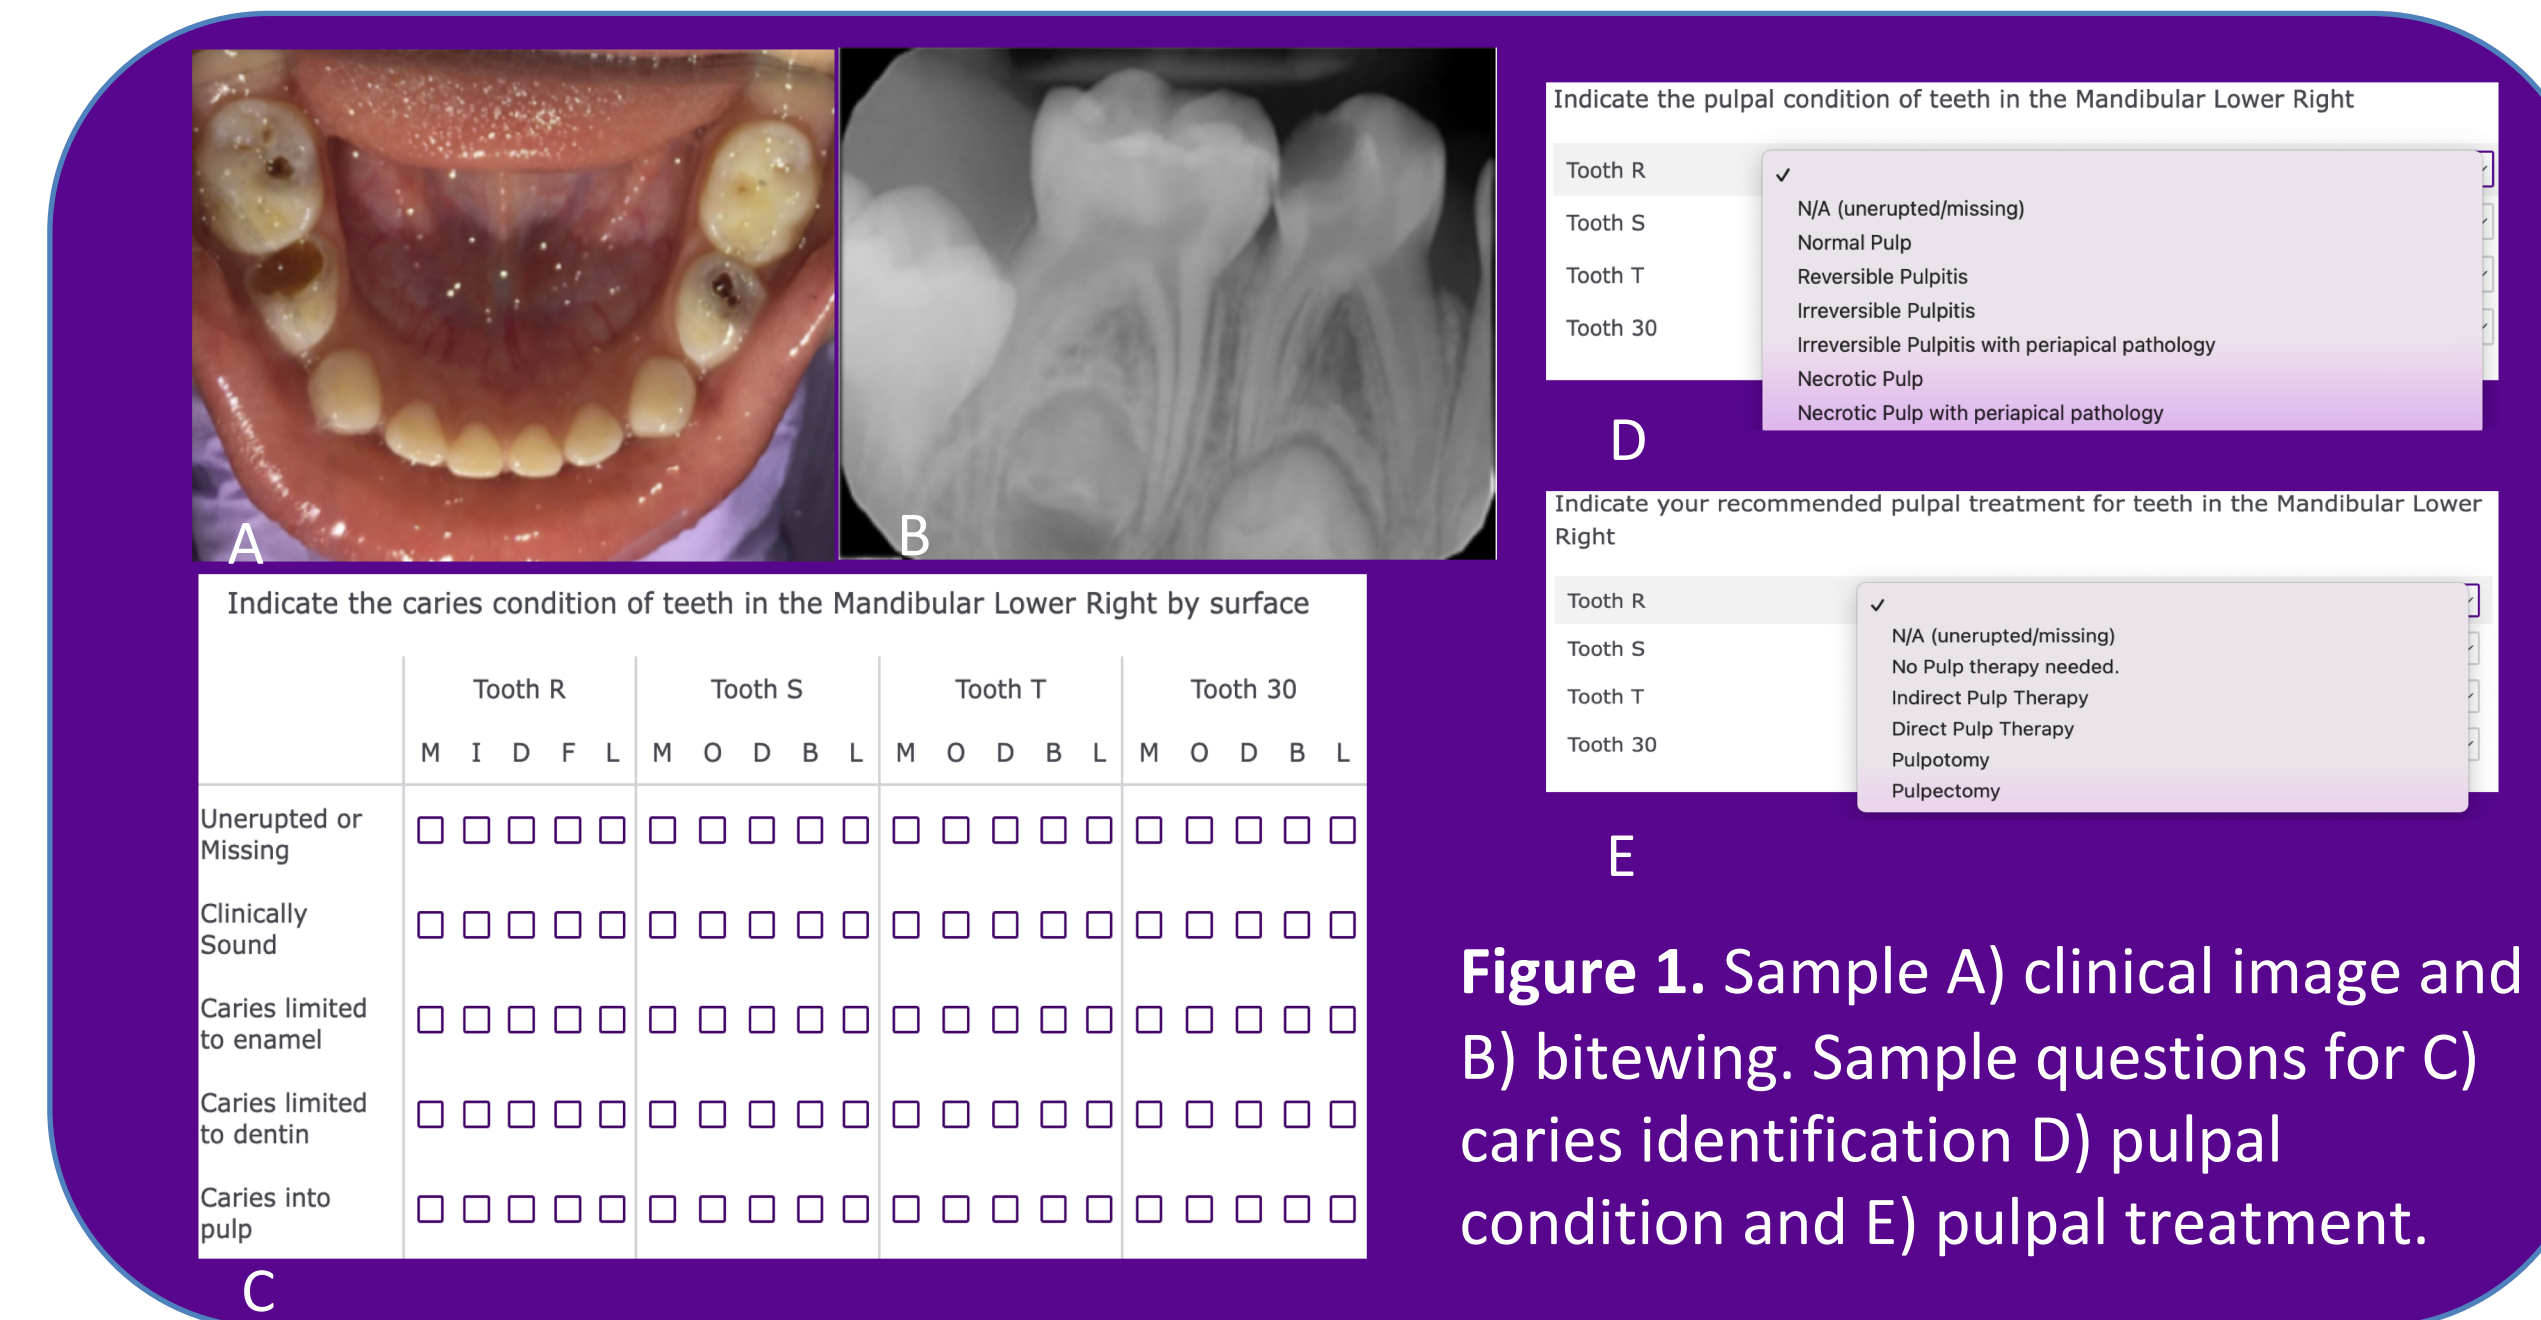 A
B
Indicate the caries condition of teeth in the Mandibular Lower Right by surface
Tooth R Tooth S Tooth T Tooth 30
M I D F L M O D B L M O D B L M O D B L
Unerupted or
Missing
Clinically
Sound
Caries limited
to enamel
Caries limited
to dentin
Caries into
pulp
C
Indicate the pulpal condition of teeth in the Mandibular Lower Right
Tooth R
Tooth S
Tooth T
Tooth 30
✓
N/A (unerupted/missing)
Normal Pulp
Reversible Pulpitis
Irreversible Pulpitis
Irreversible Pulpitis with periapical pathology
Necrotic Pulp
Necrotic Pulp with periapical pathology
D
Indicate your recommended pulpal treatment for teeth in the Mandibular Lower
Right
Tooth R
Tooth S
Tooth T
Tooth 30
✓
N/A (unerupted/missing)
No Pulp therapy needed.
Indirect Pulp Therapy
Direct Pulp Therapy
Pulpotomy
Pulpectomy
E
Figure 1. Sample A) clinical image and
B) bitewing. Sample questions for C)
caries identification D) pulpal
condition and E) pulpal treatment.